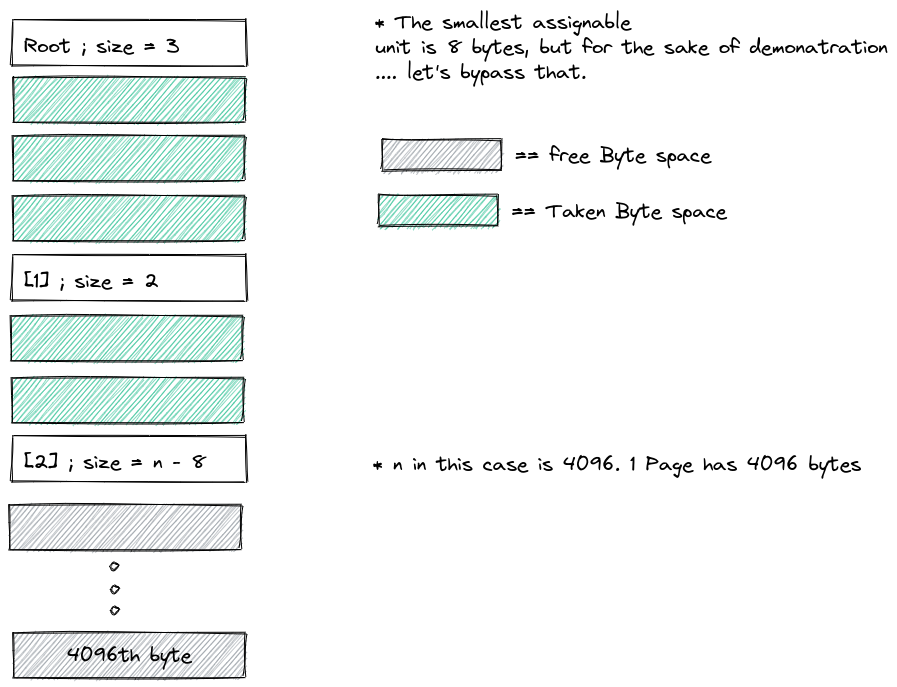 Root ; size = 3
* The smallest assignable
unit is 8 bytes, but for the sake of demonatration
.... let's bypass that.
== free Byte space
== Taken Byte space
[1] ; size = 2
[2] ; size = n - 8
* n in this case is 4096. 1 Page has 4096 bytes
4096th byte